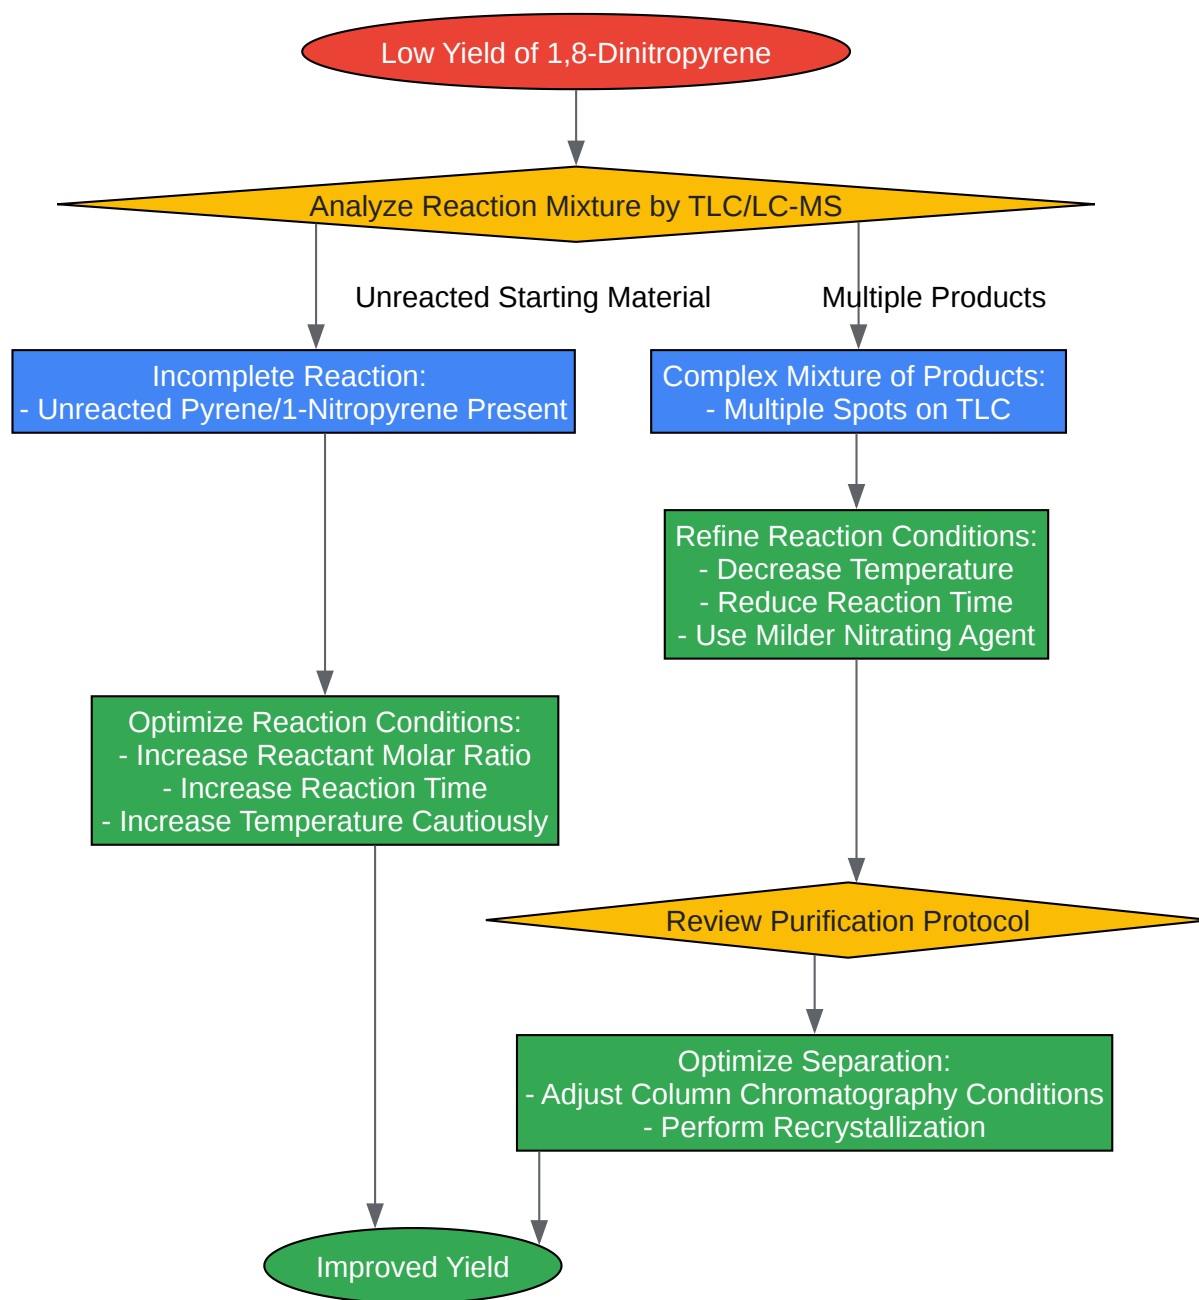 Low Yield of 1,8-Dinitropyrene
Analyze Reaction Mixture by TLC/LC-MS
Unreacted Starting Material
Multiple Products
Incomplete Reaction:
- Unreacted Pyrene/1-Nitropyrene Present
Complex Mixture of Products:
- Multiple Spots on TLC
Refine Reaction Conditions:
- Decrease Temperature
- Reduce Reaction Time
- Use Milder Nitrating Agent
Optimize Reaction Conditions:
- Increase Reactant Molar Ratio
- Increase Reaction Time
- Increase Temperature Cautiously
Review Purification Protocol
Optimize Separation:
- Adjust Column Chromatography Conditions
- Perform Recrystallization
Improved Yield